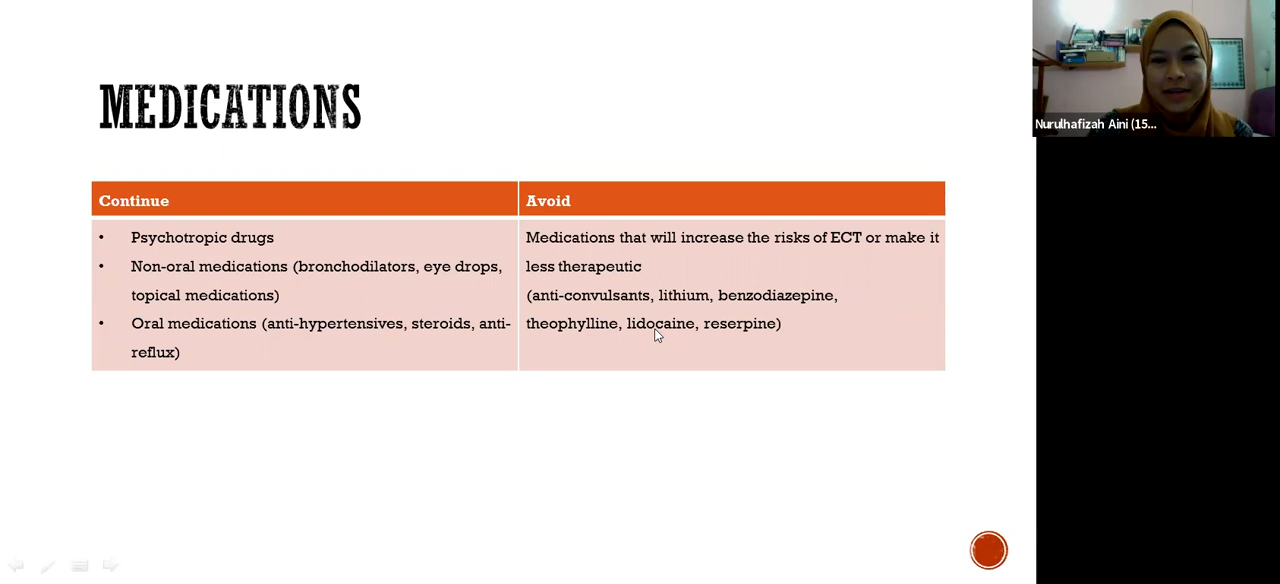 MEDICATIONS
Nurulhafizah Aini (15...
Continue
Avoid
• Psychotropic drugs
• Non-oral medications (bronchodilators, eye drops,
topical medications)
• Oral medications (anti-hypertensives, steroids, anti-
reflux)
Medications that will increase the risks of ECT or make it
less therapeutic
(anti-convulsants, lithium, benzodiazepine,
theophylline, lidocaine, reserpine)